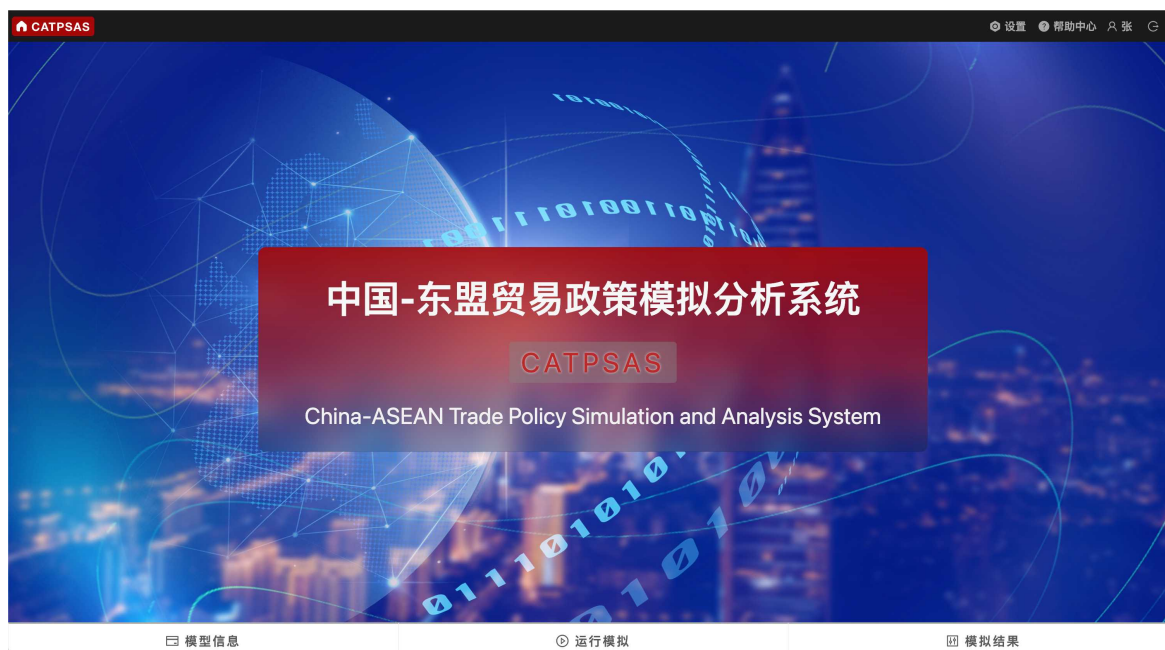 CATPSAS
设置 帮助中心 张
中国-东盟贸易政策模拟分析系统
CATPSAS
China-ASEAN Trade Policy Simulation and Analysis System
模型信息 运行模拟 模拟结果